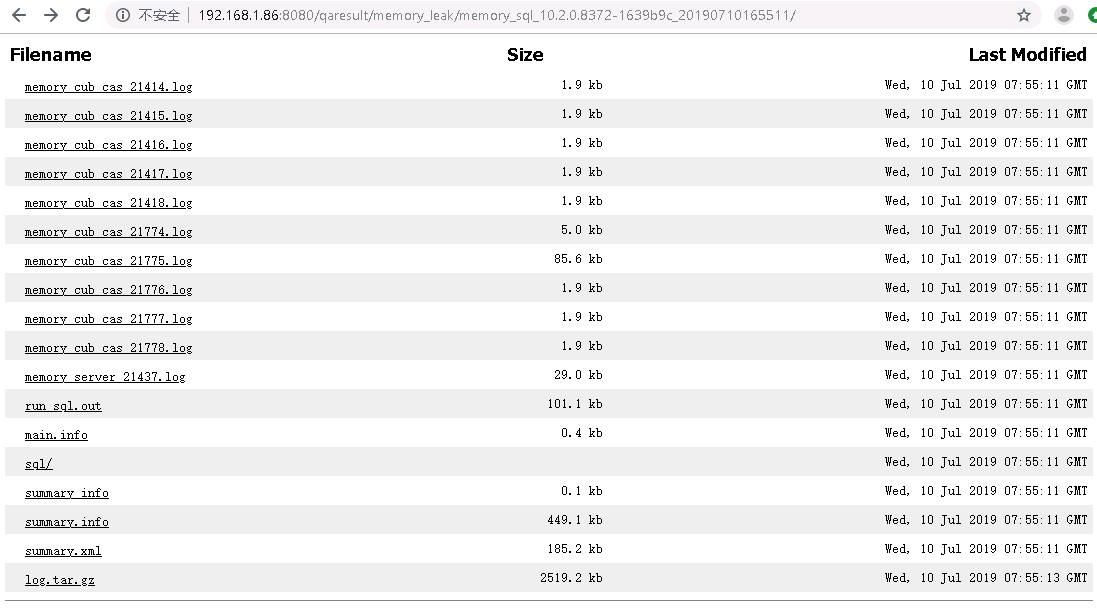 不安全 192.168.1.86:8080/qaresult/memory_leak/memory_sql_10.2.0.8372-1639b9c_20190710165511/
Filename Size Last Modified
memory_cub_cas_21414.log 1.9 kb Wed, 10 Jul 2019 07:55:11 GMT
memory_cub_cas_21415.log 1.9 kb Wed, 10 Jul 2019 07:55:11 GMT
memory_cub_cas_21416.log 1.9 kb Wed, 10 Jul 2019 07:55:11 GMT
memory_cub_cas_21417.log 1.9 kb Wed, 10 Jul 2019 07:55:11 GMT
memory_cub_cas_21418.log 1.9 kb Wed, 10 Jul 2019 07:55:11 GMT
memory_cub_cas_21774.log 5.0 kb Wed, 10 Jul 2019 07:55:11 GMT
memory_cub_cas_21775.log 85.6 kb Wed, 10 Jul 2019 07:55:11 GMT
memory_cub_cas_21776.log 1.9 kb Wed, 10 Jul 2019 07:55:11 GMT
memory_cub_cas_21777.log 1.9 kb Wed, 10 Jul 2019 07:55:11 GMT
memory_cub_cas_21778.log 1.9 kb Wed, 10 Jul 2019 07:55:11 GMT
memory_server_21437.log 29.0 kb Wed, 10 Jul 2019 07:55:11 GMT
run_sql.out 101.1 kb Wed, 10 Jul 2019 07:55:11 GMT
main.info 0.4 kb Wed, 10 Jul 2019 07:55:11 GMT
sql/ Wed, 10 Jul 2019 07:55:11 GMT
summary_info 0.1 kb Wed, 10 Jul 2019 07:55:11 GMT
summary.info 449.1 kb Wed, 10 Jul 2019 07:55:11 GMT
summary.xml 185.2 kb Wed, 10 Jul 2019 07:55:11 GMT
log.tar.gz 2519.2 kb Wed, 10 Jul 2019 07:55:13 GMT